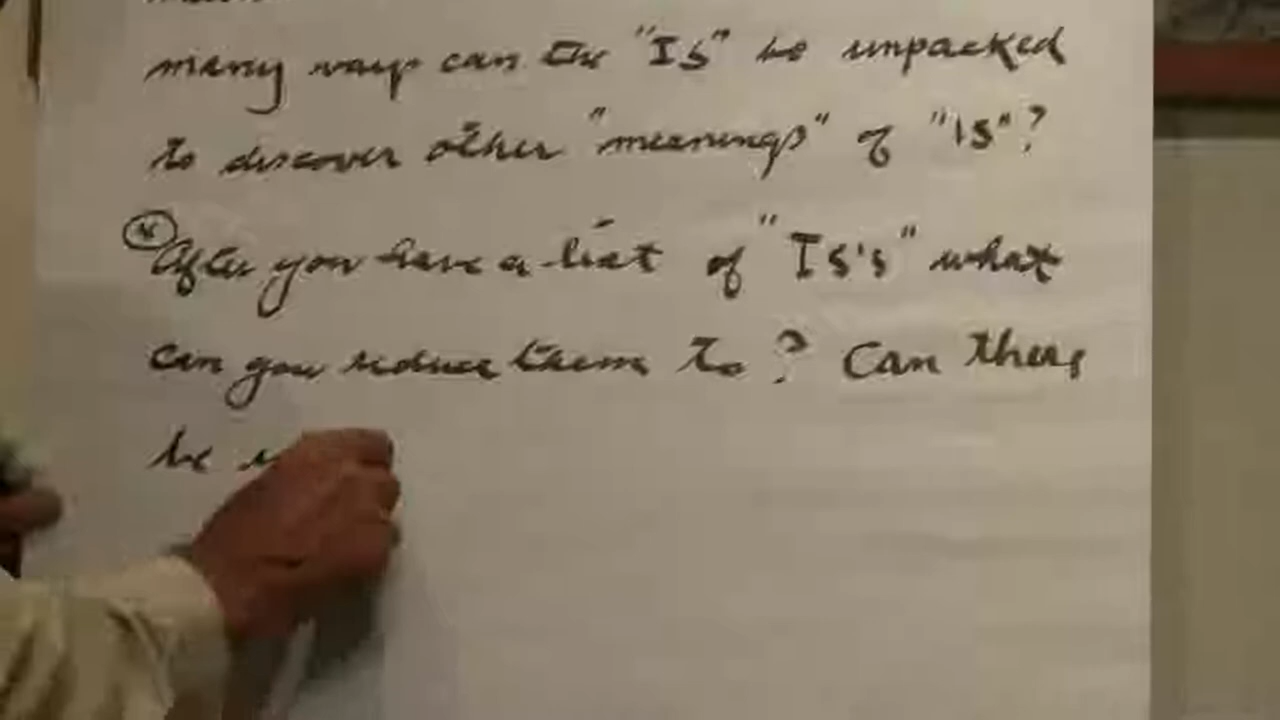 many ways can the "IS" be unpacked
to discover other "meanings" of "IS"?
* After you have a list of "IS's" what
can you reduce them to? Can there
be